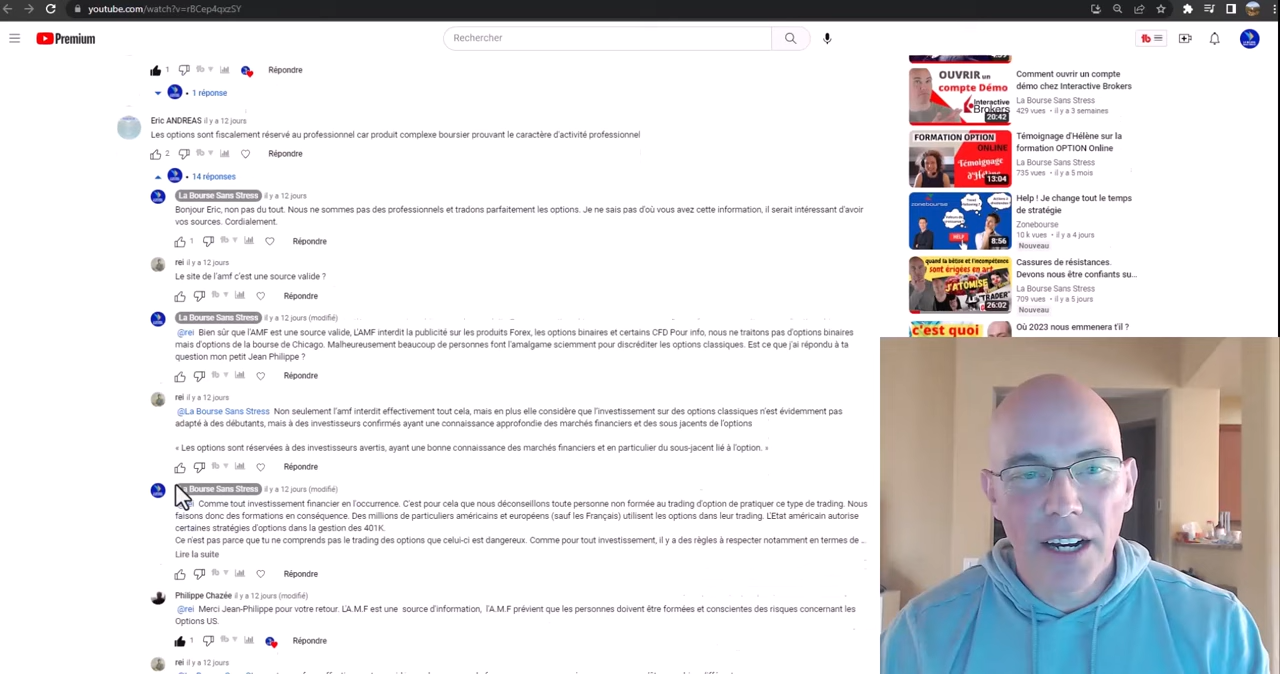 youtube.com/watch?v=rBCep4qxzSY
Premium
Rechercher
1 Répondre
1 réponse
Eric ANDREAS il y a 12 jours
Les options sont fiscalement réservé au professionnel car produit complexe boursier prouvant le caractère d'activité professionnel
2 Répondre
14 réponses
La Bourse Sans Stress il y a 12 jours
Bonjour Eric, non pas du tout. Nous ne sommes pas des professionnels et tradons parfaitement les options. Je ne sais pas d'où vous avez cette information, il serait intéressant d'avoir
vos sources. Cordialement.
1 Répondre
rei il y a 12 jours
Le site de l'amf c'est une source valide ?
Répondre
La Bourse Sans Stress il y a 12 jours (modifié)
@rei Bien sûr que l'AMF est une source valide, L'AMF interdit la publicité sur les produits Forex, les options binaires et certains CFD Pour info, nous ne traitons pas d'options binaires
mais d'options de la bourse de Chicago. Malheureusement beaucoup de personnes font l'amalgame sciemment pour discréditer les options classiques. Est ce que j'ai répondu à ta
question mon petit Jean Philippe ?
Répondre
rei il y a 12 jours
@La Bourse Sans Stress Non seulement l'amf interdit effectivement tout cela, mais en plus elle considère que l'investissement sur des options classiques n'est évidemment pas
adapté à des débutants, mais à des investisseurs confirmés ayant une connaissance approfondie des marchés financiers et des sous jacents de l'options
« Les options sont réservées à des investisseurs avertis, ayant une bonne connaissance des marchés financiers et en particulier du sous-jacent lié à l'option. »
Répondre
La Bourse Sans Stress il y a 12 jours (modifié)
Comme tout investissement financier en l'occurrence. C'est pour cela que nous déconseillons toute personne non formée au trading d'option de pratiquer ce type de trading. Nous
faisons donc des formations en conséquence. Des millions de particuliers américains et européens (sauf les Français) utilisent les options dans leur trading. L'Etat américain autorise
certaines stratégies d'options dans la gestion des 401K.
Ce n'est pas parce que tu ne comprends pas le trading des options que celui-ci est dangereux. Comme pour tout investissement, il y a des règles à respecter notamment en termes de ...
Lire la suite
Répondre
Philippe Chazée il y a 12 jours (modifié)
@rei Merci Jean-Philippe pour votre retour. L'A.M.F est une source d'information, l'A.M.F prévient que les personnes doivent être formées et conscientes des risques concernant les
Options US.
1 Répondre
rei il y a 12 jours
OUVRIR un
compte Démo
Interactive
Brokers
20:42
Comment ouvrir un compte
démo chez Interactive Brokers
La Bourse Sans Stress
429 vues • il y a 3 semaines
FORMATION OPTION
ONLINE
Témoignage
d'Hélène
13:04
Témoignage d'Hélène sur la
formation OPTION Online
La Bourse Sans Stress
735 vues • il y a 5 mois
zonebourse
HELP
8:56
Help ! Je change tout le temps
de stratégie
Zonebourse
10 k vues • il y a 4 jours
Nouveau
quand la bêtise et l'incompétence
sont érigées en art
J'ATOMISE
LE TRADER
26:02
Cassures de résistances.
Devons nous être confiants su...
La Bourse Sans Stress
709 vues • il y a 5 jours
Nouveau
c'est quoi
Où 2023 nous emmenera t'il ?